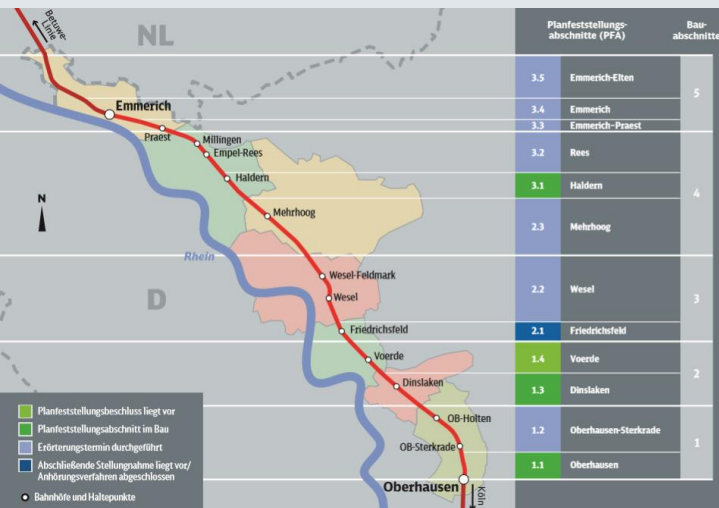 Betuwe-
Linie
NL
Emmerich
Praest
Millingen
Empel-Rees
Haldern
Mehrhoog
N
Rhein
D
Wesel-Feldmark
Wesel
Friedrichsfeld
Voerde
Dinslaken
OB-Holten
OB-Sterkrade
Oberhausen
Köln
Planfeststellungsbeschluss liegt vor
Planfeststellungsabschnitt im Bau
Erörterungstermin durchgeführt
Abschließende Stellungnahme liegt vor/
Anhörungsverfahren abgeschlossen
Bahnhöfe und Haltepunkte
Planfeststellungs-
abschnitte (PFA)
Bau-
abschnitte
3.5 Emmerich-Elten
3.4 Emmerich
3.3 Emmerich-Praest
5
3.2 Rees
3.1 Haldern
2.3 Mehrhoog
4
2.2 Wesel
2.1 Friedrichsfeld
3
1.4 Voerde
1.3 Dinslaken
2
1.2 Oberhausen-Sterkrade
1.1 Oberhausen
1